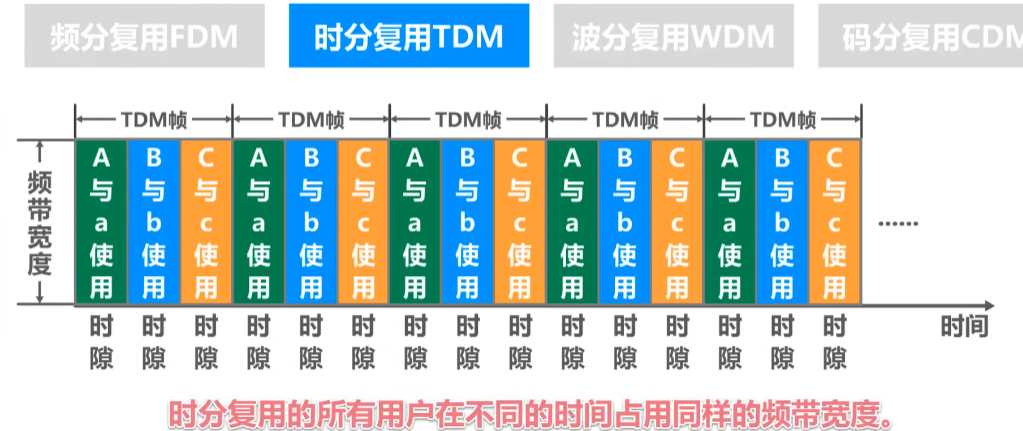 频分复用FDM 时分复用TDM 波分复用WDM 码分复用CDM
TDM帧 TDM帧 TDM帧 TDM帧 TDM帧
频带宽度
A与a使用 B与b使用 C与c使用 A与a使用 B与b使用 C与c使用 A与a使用 B与b使用 C与c使用 A与a使用 B与b使用 C与c使用 A与a使用 B与b使用 C与c使用 ……
时隙 时隙 时隙 时隙 时隙 时隙 时隙 时隙 时隙 时隙 时隙 时隙 时隙 时隙 时隙 时间
时分复用的所有用户在不同的时间占用同样的频带宽度。